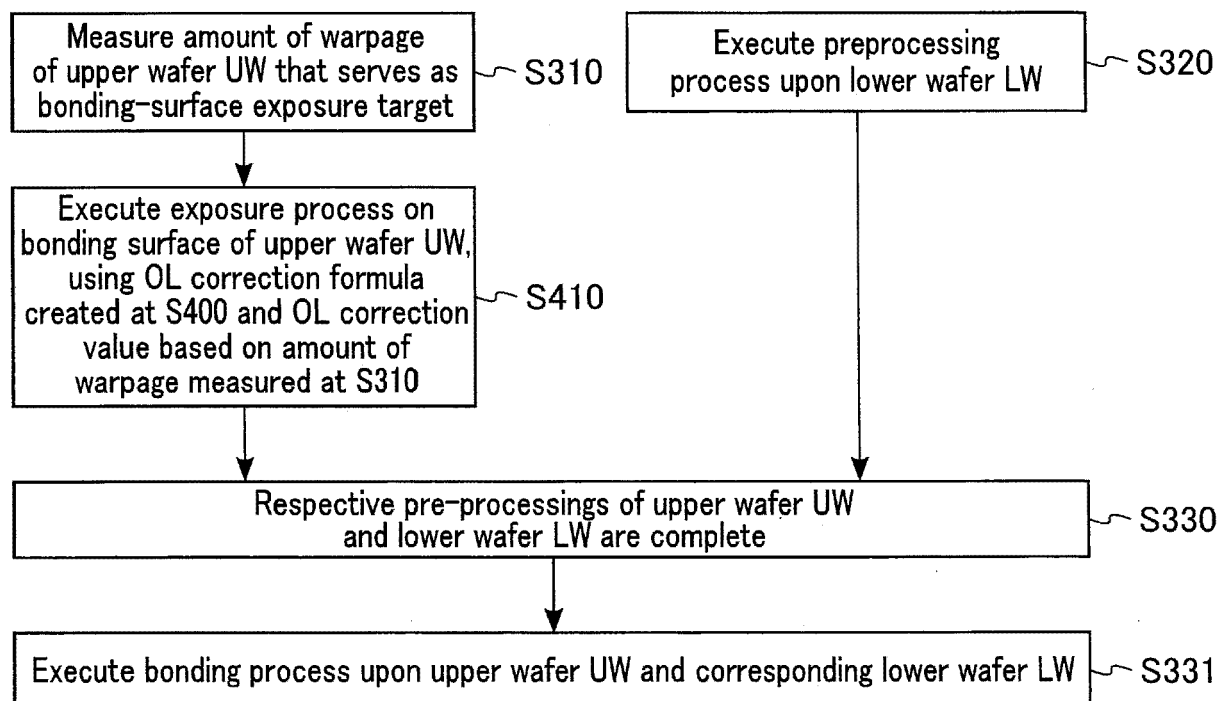 Measure amount of warpage
of upper wafer UW that serves as
bonding-surface exposure target
S310
Execute preprocessing
process upon lower wafer LW
S320
Execute exposure process on
bonding surface of upper wafer UW,
using OL correction formula
created at S400 and OL correction
value based on amount of
warpage measured at S310
S410
Respective pre-processings of upper wafer UW
and lower wafer LW are complete
S330
Execute bonding process upon upper wafer UW and corresponding lower wafer LW
S331